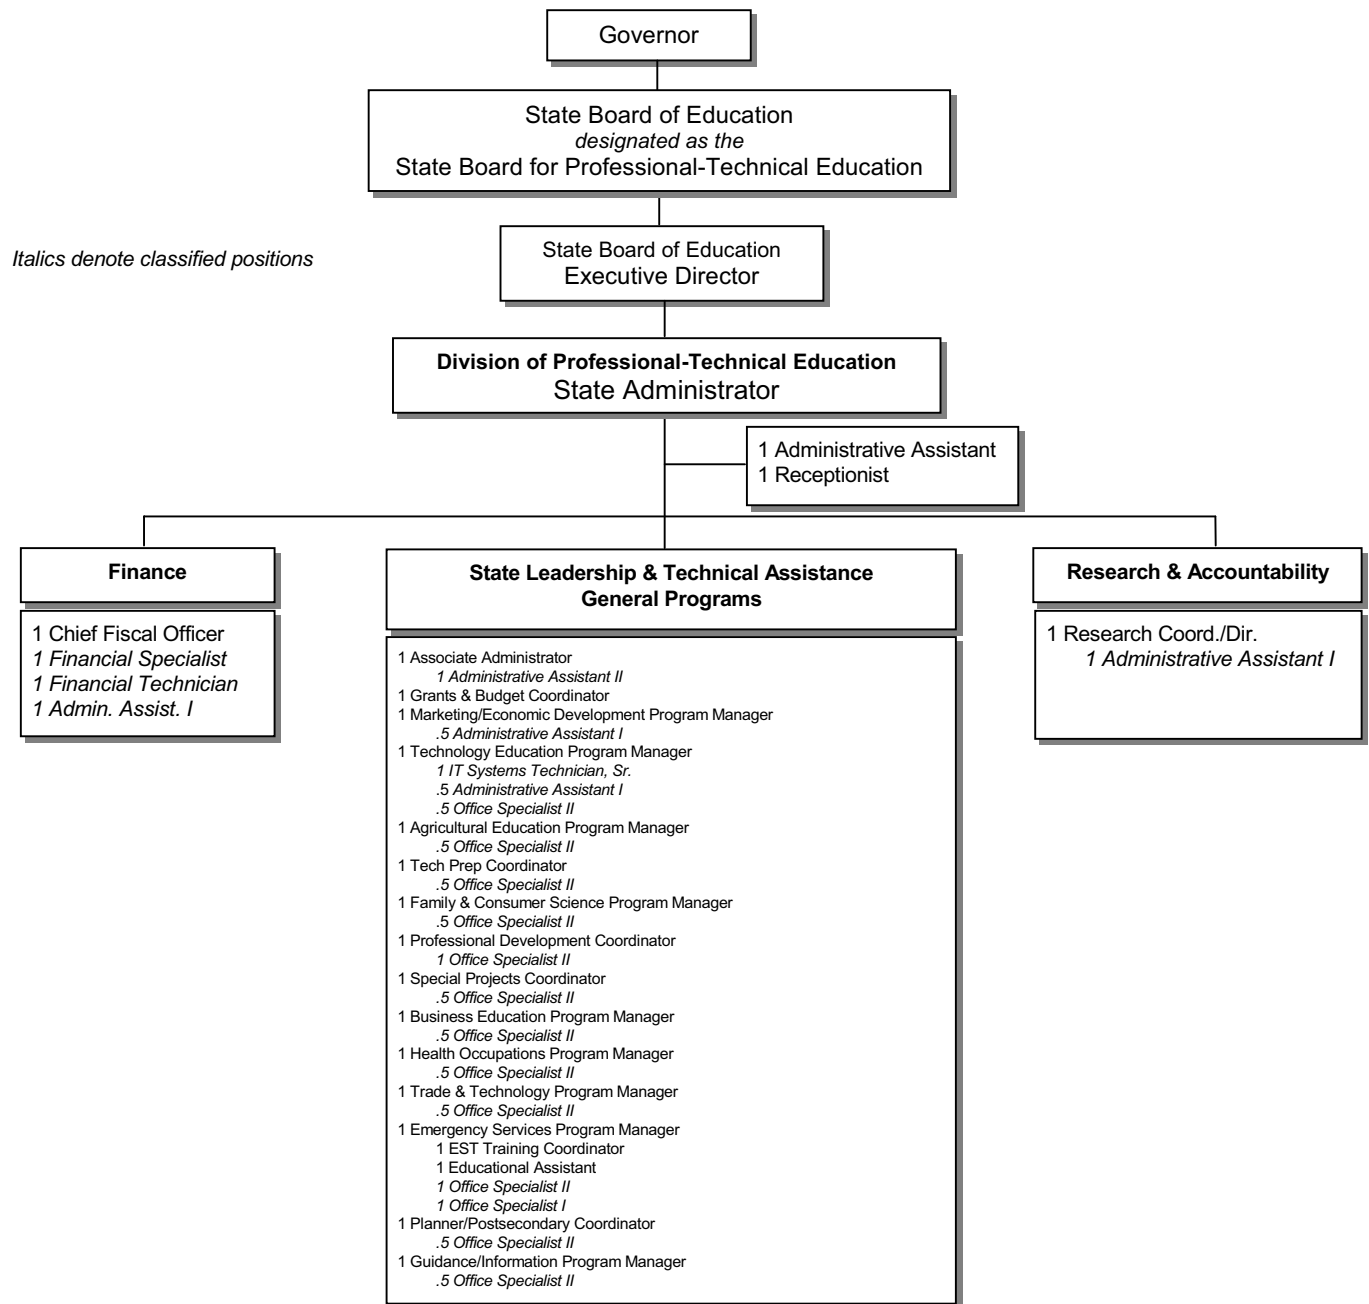 Governor
State Board of Education
designated as the
State Board for Professional-Technical Education
Italics denote classified positions
State Board of Education
Executive Director
Division of Professional-Technical Education
State Administrator
1 Administrative Assistant
1 Receptionist
Finance
1 Chief Fiscal Officer
1 Financial Specialist
1 Financial Technician
1 Admin. Assist. I
State Leadership & Technical Assistance
General Programs
1 Associate Administrator
1 Administrative Assistant II
1 Grants & Budget Coordinator
1 Marketing/Economic Development Program Manager
.5 Administrative Assistant I
1 Technology Education Program Manager
1 IT Systems Technician, Sr.
.5 Administrative Assistant I
.5 Office Specialist II
1 Agricultural Education Program Manager
.5 Office Specialist II
1 Tech Prep Coordinator
.5 Office Specialist II
1 Family & Consumer Science Program Manager
.5 Office Specialist II
1 Professional Development Coordinator
1 Office Specialist II
1 Special Projects Coordinator
.5 Office Specialist II
1 Business Education Program Manager
.5 Office Specialist II
1 Health Occupations Program Manager
.5 Office Specialist II
1 Trade & Technology Program Manager
.5 Office Specialist II
1 Emergency Services Program Manager
1 EST Training Coordinator
1 Educational Assistant
1 Office Specialist II
1 Office Specialist I
1 Planner/Postsecondary Coordinator
.5 Office Specialist II
1 Guidance/Information Program Manager
.5 Office Specialist II
Research & Accountability
1 Research Coord./Dir.
1 Administrative Assistant I